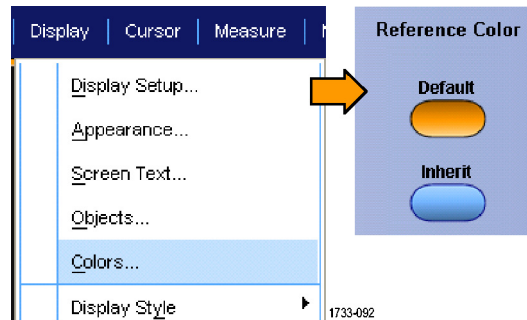 Display Cursor Measure
Display Setup...
Appearance...
Screen Text...
Objects...
Colors...
Display Style
Reference Color
Default
Inherit
1733-092